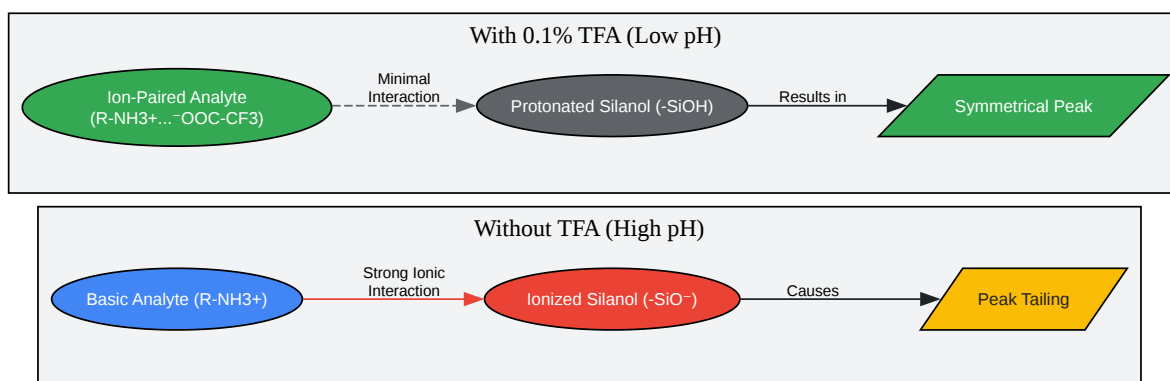 With 0.1% TFA (Low pH)
Ion-Paired Analyte
(R-NH3+...⁻OOC-CF3)
Minimal
Interaction
Protonated Silanol (-SiOH)
Results in
Symmetrical Peak
Without TFA (High pH)
Basic Analyte (R-NH3+)
Strong Ionic
Interaction
Ionized Silanol (-SiO⁻)
Causes
Peak Tailing